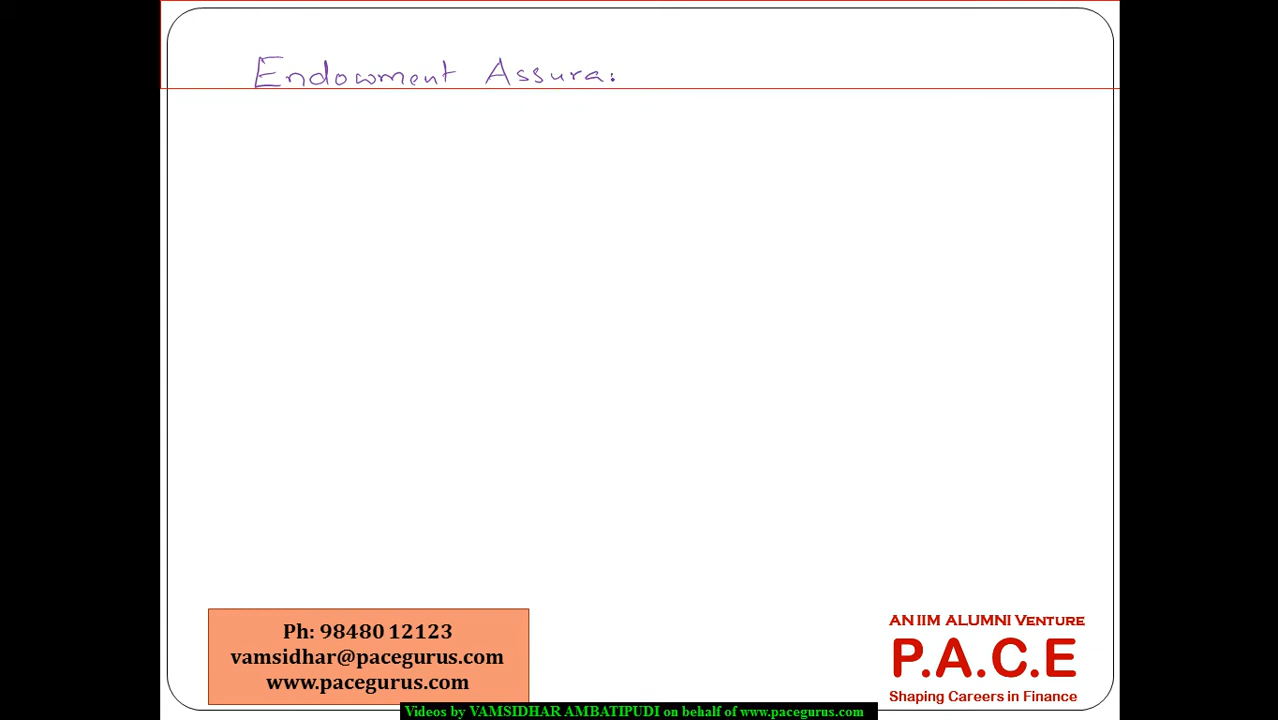 Endowment Assura
Ph: 98480 12123
vamsidhar@pacegurus.com
www.pacegurus.com
AN IIM ALUMNI VENTURE
P.A.C.E
Shaping Careers in Finance
Videos by VAMSIDHAR AMBATIPUDI on behalf of www.pacegurus.com